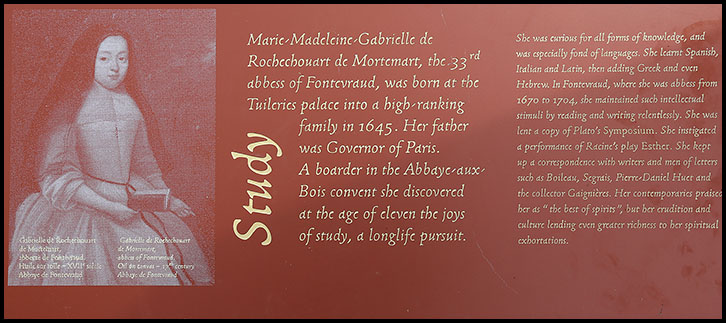 Marie-Madeleine-Gabrielle de
Rochechouart de Mortemart, the 33rd
abbess of Fontevraud, was born at the
Tuileries palace into a high-ranking
family in 1645. Her father
was Governor of Paris.
A boarder in the Abbaye-aux-
Bois convent she discovered
at the age of eleven the joys
of study, a longlife pursuit.
Study
She was curious for all forms of knowledge, and
was especially fond of languages. She learnt Spanish,
Italian and Latin, then adding Greek and even
Hebrew. In Fontevraud, where she was abbess from
1670 to 1704, she maintained such intellectual
stimuli by reading and writing relentlessly. She was
lent a copy of Plato's Symposium. She instigated
a performance of Racine's play Esther. She kept
up a correspondence with writers and men of letters
such as Boileau, Segrais, Pierre-Daniel Huet and
the collector Gaignières. Her contemporaries praised
her as "the best of spirits", but her erudition and
culture lending even greater richness to her spiritual
exhortations.
Gabrielle de Rochechouart
de Mortemart,
abbesse de Fontevraud
Huile sur toile – XVIIe siècle
Abbaye de Fontevraud
Gabrielle de Rochechouart
de Mortemart,
abbess of Fontevraud
Oil on canvas – 17th century
Abbaye de Fontevraud